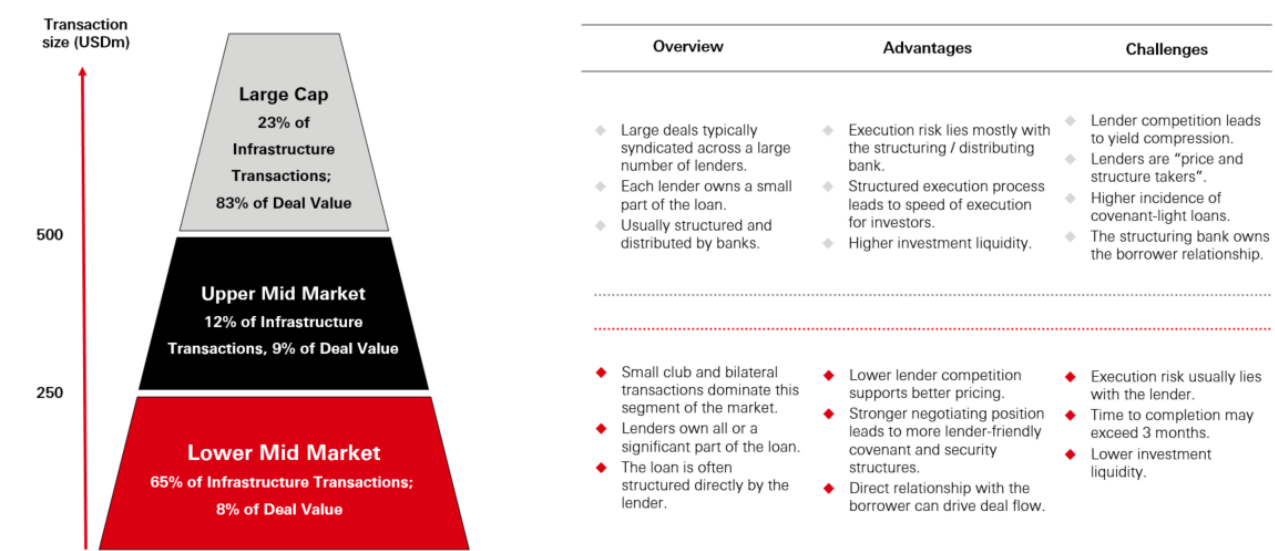 Transaction
size (USDm)
Large Cap
23% of
Infrastructure
Transactions;
83% of Deal Value
500
Upper Mid Market
12% of Infrastructure
Transactions, 9% of Deal Value
250
Lower Mid Market
65% of Infrastructure Transactions;
8% of Deal Value
Overview
Large deals typically
syndicated across a large
number of lenders.
Each lender owns a small
part of the loan.
Usually structured and
distributed by banks.
Small club and bilateral
transactions dominate this
segment of the market.
Lenders own all or a
significant part of the loan.
The loan is often
structured directly by the
lender.
Advantages
Execution risk lies mostly with
the structuring / distributing
bank.
Structured execution process
leads to speed of execution
for investors.
Higher investment liquidity.
Lower lender competition
supports better pricing.
Stronger negotiating position
leads to more lender-friendly
covenant and security
structures.
Direct relationship with the
borrower can drive deal flow.
Challenges
Lender competition leads
to yield compression.
Lenders are “price and
structure takers”.
Higher incidence of
covenant-light loans.
The structuring bank owns
the borrower relationship.
Execution risk usually lies
with the lender.
Time to completion may
exceed 3 months.
Lower investment
liquidity.